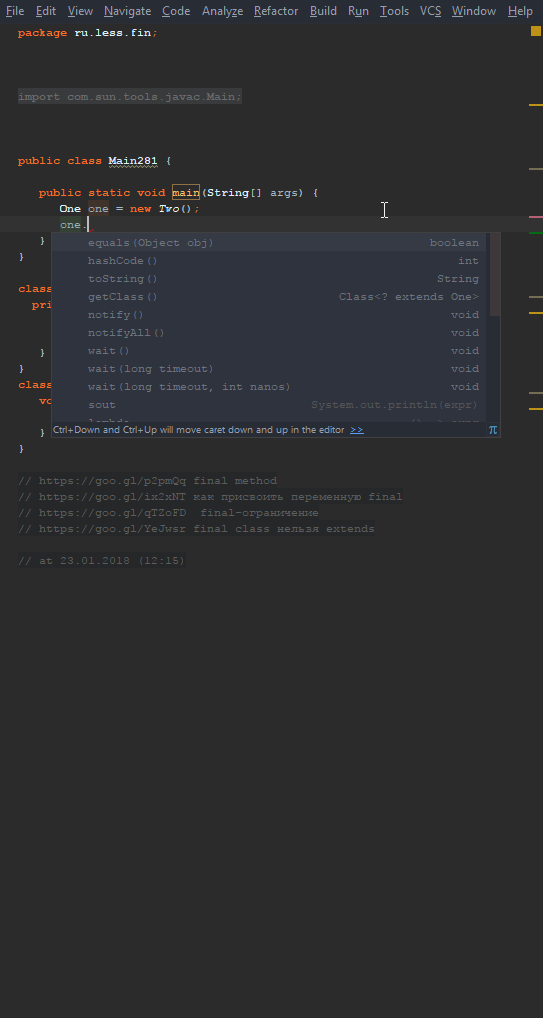 File Edit View Navigate Code Analyze Refactor Build Run Tools VCS Window Help
package ru.less.fin;
import com.sun.tools.javac.Main;
public class Main281 {
public static void main(String[] args) {
One one = new Two();
one.
}
equals(Object obj) boolean
}
hashCode() int
toString() String
class
getClass() Class<? extends One>
pri
notify() void
notifyAll() void
}
wait() void
}
wait(long timeout) void
class
wait(long timeout, int nanos) void
vo
sout System.out.println(expr)
}
Ctrl+Down and Ctrl+Up will move caret down and up in the editor >> π
}
// https://goo.gl/p2pmQq final method
// https://goo.gl/ix2xNT как присвоить переменную final
// https://goo.gl/qTZoFD final-ограничение
// https://goo.gl/YeJwsr final class нельзя extends
// at 23.01.2018 (12:15)